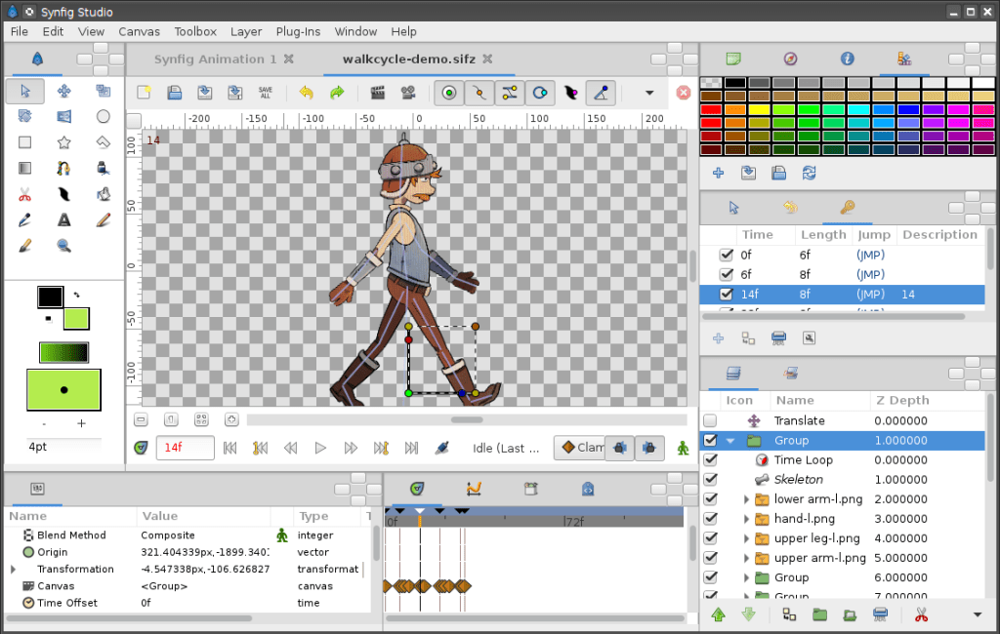 Synfig Studio
File Edit View Canvas Toolbox Layer Plug-Ins Window Help
Synfig Animation 1
walkcycle-demo.sifz
SAVE ALL
-200 -150 -100 -50 0 50 100 150 200
100
50
0
-50
-100
14
4pt
14f
Idle (Last ...
Clam
Time Length Jump Description
0f 6f (JMP)
6f 8f (JMP)
14f 8f (JMP) 14
Icon Name Z Depth
Translate 0.000000
Group 1.000000
Time Loop 0.000000
Skeleton 1.000000
lower arm-l.png 2.000000
hand-l.png 3.000000
upper leg-l.png 4.000000
upper arm-l.png 5.000000
Group 6.000000
Group 7.000000
Name Value Type
Blend Method Composite integer
Origin 321.404339px,-1899.340 vector
Transformation -4.547338px,-106.626827 transformat
Canvas <Group> canvas
Time Offset 0f time
0f 72f